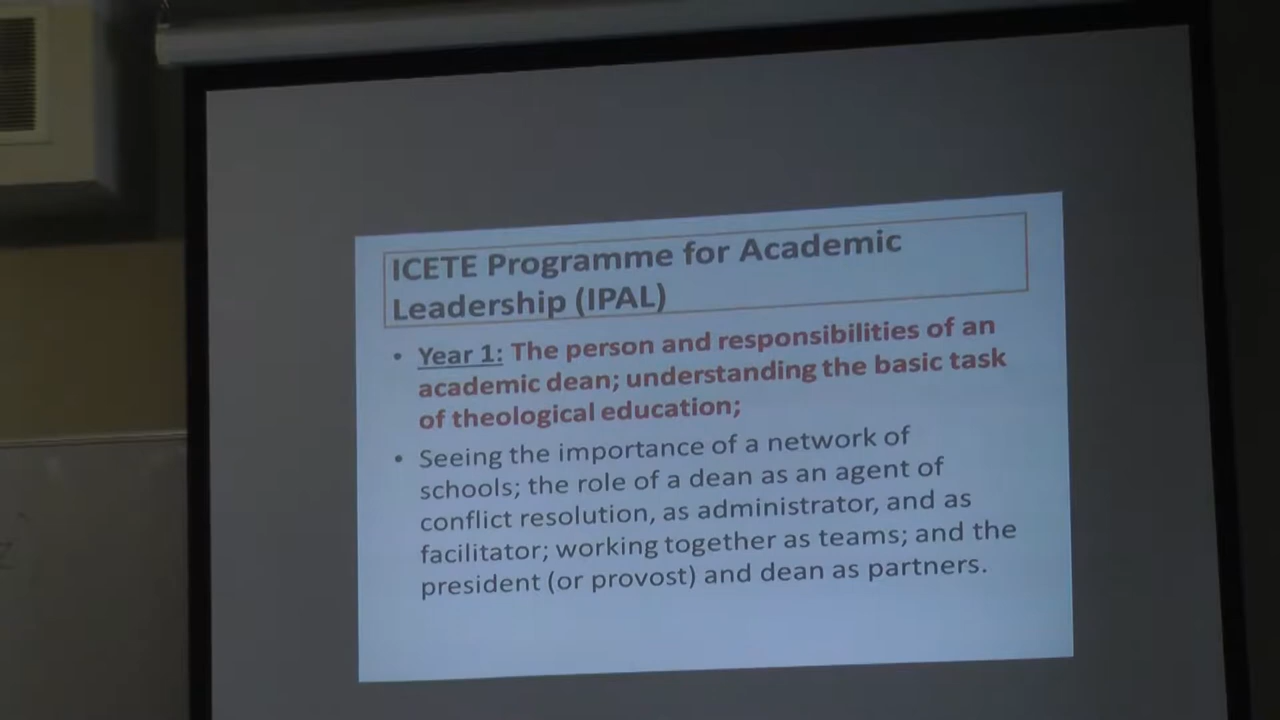 ICETE Programme for Academic
Leadership (IPAL)
• Year 1: The person and responsibilities of an
academic dean; understanding the basic task
of theological education;
• Seeing the importance of a network of
schools; the role of a dean as an agent of
conflict resolution, as administrator, and as
facilitator; working together as teams; and the
president (or provost) and dean as partners.